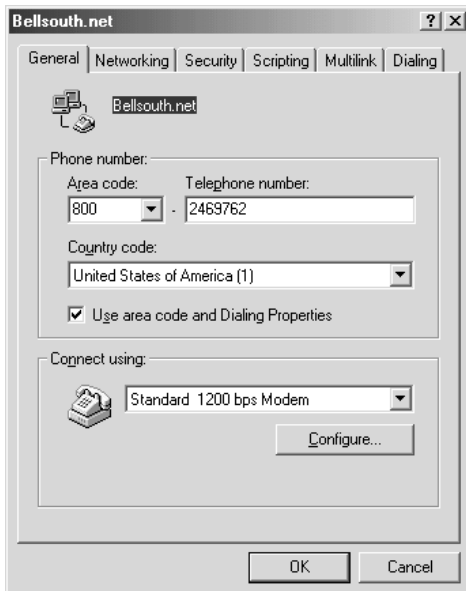 Bellsouth.net
General Networking Security Scripting Multilink Dialing
Bellsouth.net
Phone number:
Area code: Telephone number:
800 - 2469762
Country code:
United States of America (1)
Use area code and Dialing Properties
Connect using:
Standard 1200 bps Modem
Configure...
OK Cancel